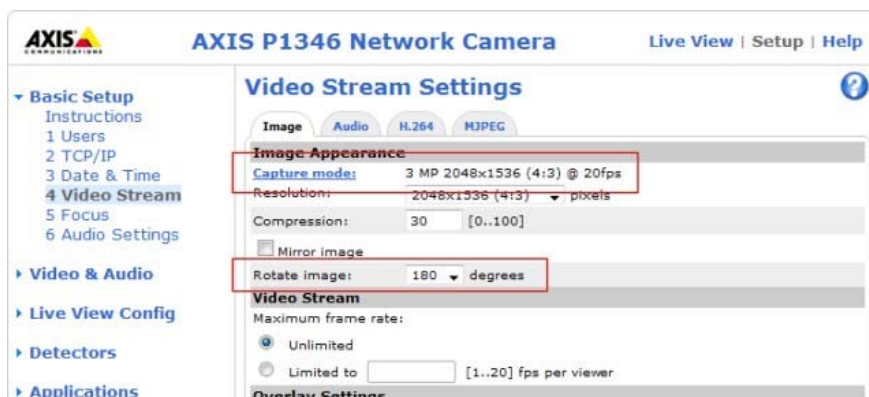 AXIS
COMMUNICATIONS
AXIS P1346 Network Camera
Live View | Setup | Help
Basic Setup
Instructions
1 Users
2 TCP/IP
3 Date & Time
4 Video Stream
5 Focus
6 Audio Settings
Video & Audio
Live View Config
Detectors
Applications
Video Stream Settings
?
Image Audio H.264 MJPEG
Image Appearance
Capture mode: 3 MP 2048x1536 (4:3) @ 20fps
Resolution: 2048x1536 (4:3) pixels
Compression: 30 [0..100]
Mirror image
Rotate image: 180 degrees
Video Stream
Maximum frame rate:
Unlimited
Limited to [1..20] fps per viewer
Overlay Settings